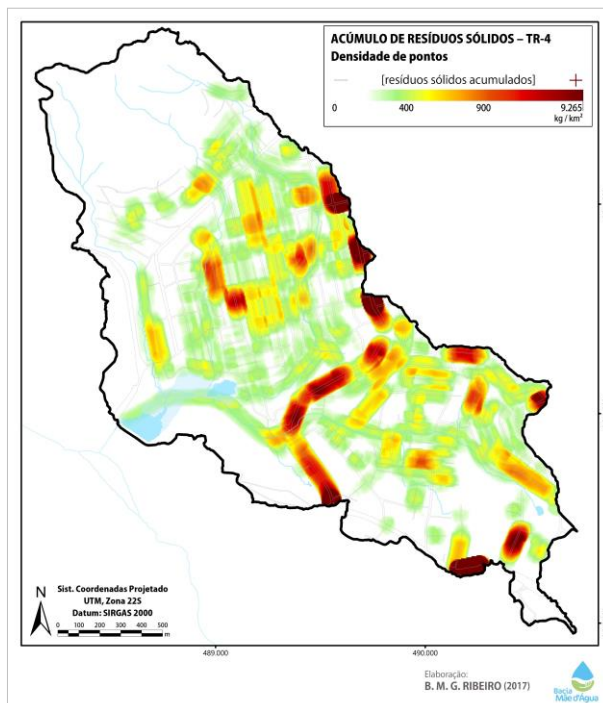 ACÚMULO DE RESÍDUOS SÓLIDOS – TR-4
Densidade de pontos
[resíduos sólidos acumulados]
0 400 900 9.265
kg / km²
N
Sist. Coordenadas Projetado
UTM, Zona 22S
Datum: SIRGAS 2000
0 100 200 300 400 500
m
489.000 490.000
Elaboração:
B. M. G. RIBEIRO (2017)
Bacia
Mãe d'Água